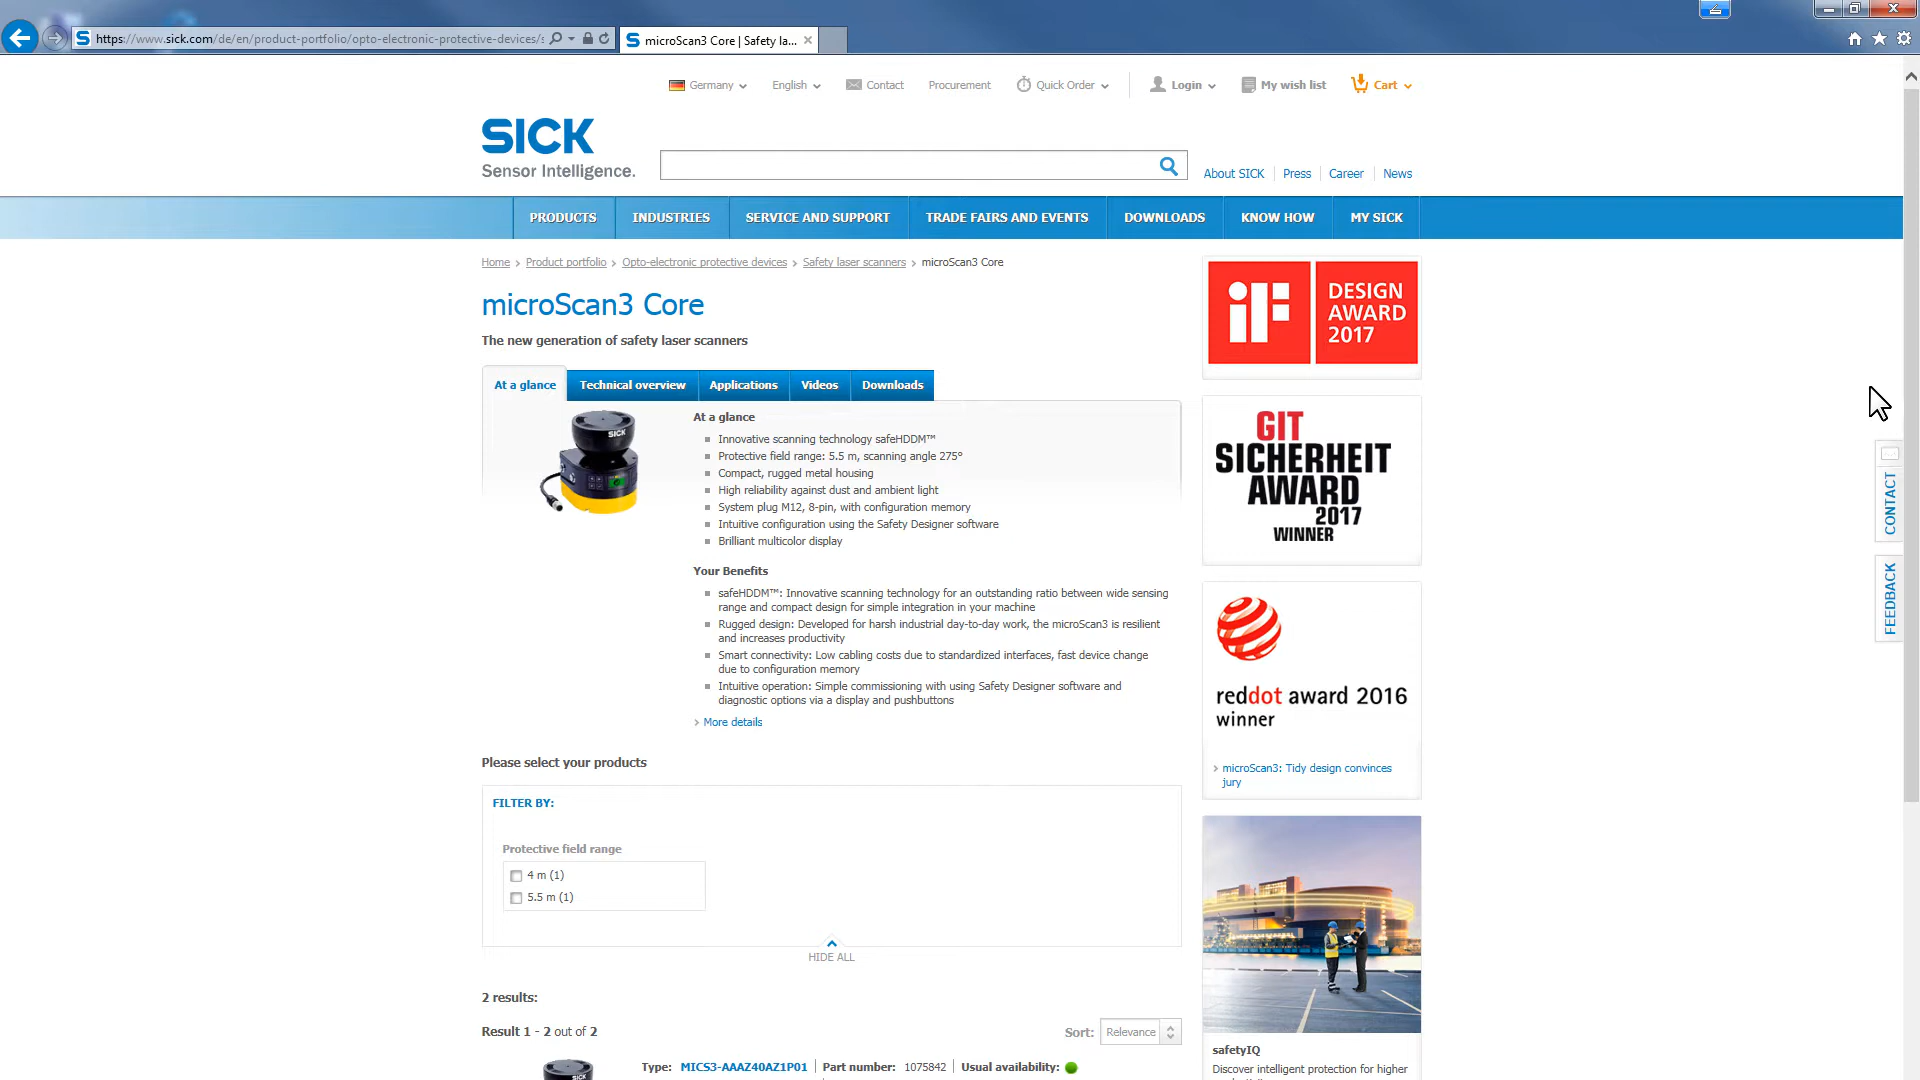 https://www.sick.com/de/en/product-portfolio/opto-electronic-protective-devices/s
microScan3 Core | Safety la...
Germany
English
Contact
Procurement
Quick Order
Login
My wish list
Cart
SICK
Sensor Intelligence.
About SICK
Press
Career
News
PRODUCTS
INDUSTRIES
SERVICE AND SUPPORT
TRADE FAIRS AND EVENTS
DOWNLOADS
KNOW HOW
MY SICK
Home › Product portfolio › Opto-electronic protective devices › Safety laser scanners › microScan3 Core
microScan3 Core
The new generation of safety laser scanners
At a glance
Technical overview
Applications
Videos
Downloads
SICK
At a glance
Innovative scanning technology safeHDDM™
Protective field range: 5.5 m, scanning angle 275°
Compact, rugged metal housing
High reliability against dust and ambient light
System plug M12, 8-pin, with configuration memory
Intuitive configuration using the Safety Designer software
Brilliant multicolor display
Your Benefits
safeHDDM™: Innovative scanning technology for an outstanding ratio between wide sensing
range and compact design for simple integration in your machine
Rugged design: Developed for harsh industrial day-to-day work, the microScan3 is resilient
and increases productivity
Smart connectivity: Low cabling costs due to standardized interfaces, fast device change
due to configuration memory
Intuitive operation: Simple commissioning with using Safety Designer software and
diagnostic options via a display and pushbuttons
› More details
Please select your products
FILTER BY:
Protective field range
4 m (1)
5.5 m (1)
HIDE ALL
2 results:
Result 1 - 2 out of 2
Sort: Relevance
SICK
Type: MICS3-AAAZ40AZ1P01
Part number: 1075842
Usual availability:
iF
DESIGN
AWARD
2017
GIT
SICHERHEIT
AWARD
2017
WINNER
reddot award 2016
winner
› microScan3: Tidy design convinces
jury
safetyIQ
Discover intelligent protection for higher
CONTACT
FEEDBACK